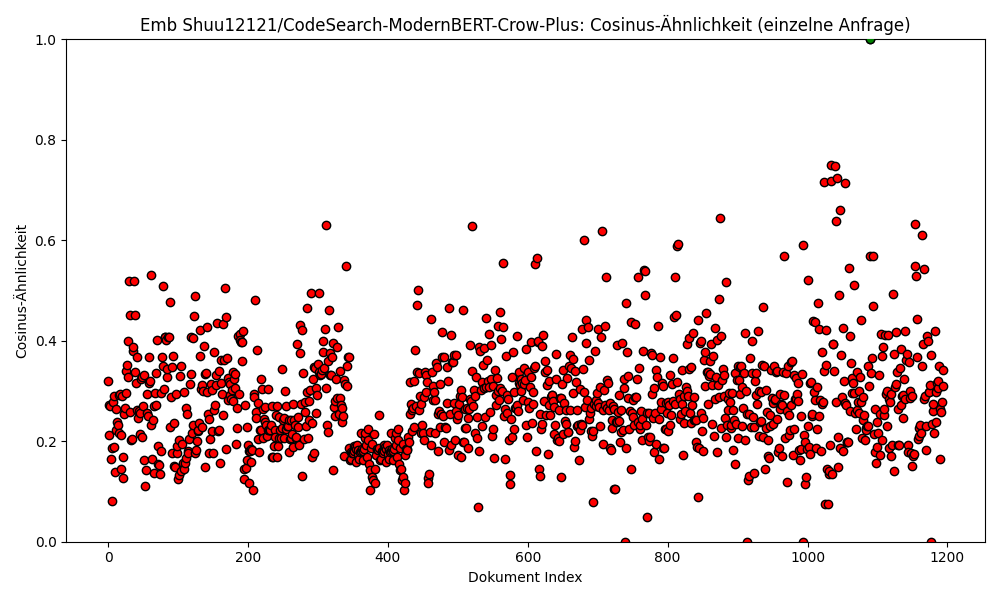 Emb Shuu12121/CodeSearch-ModernBERT-Crow-Plus: Cosinus-Ähnlichkeit (einzelne Anfrage)
1.0
0.8
0.6
0.4
0.2
0.0
Cosinus-Ähnlichkeit
0 200 400 600 800 1000 1200
Dokument Index